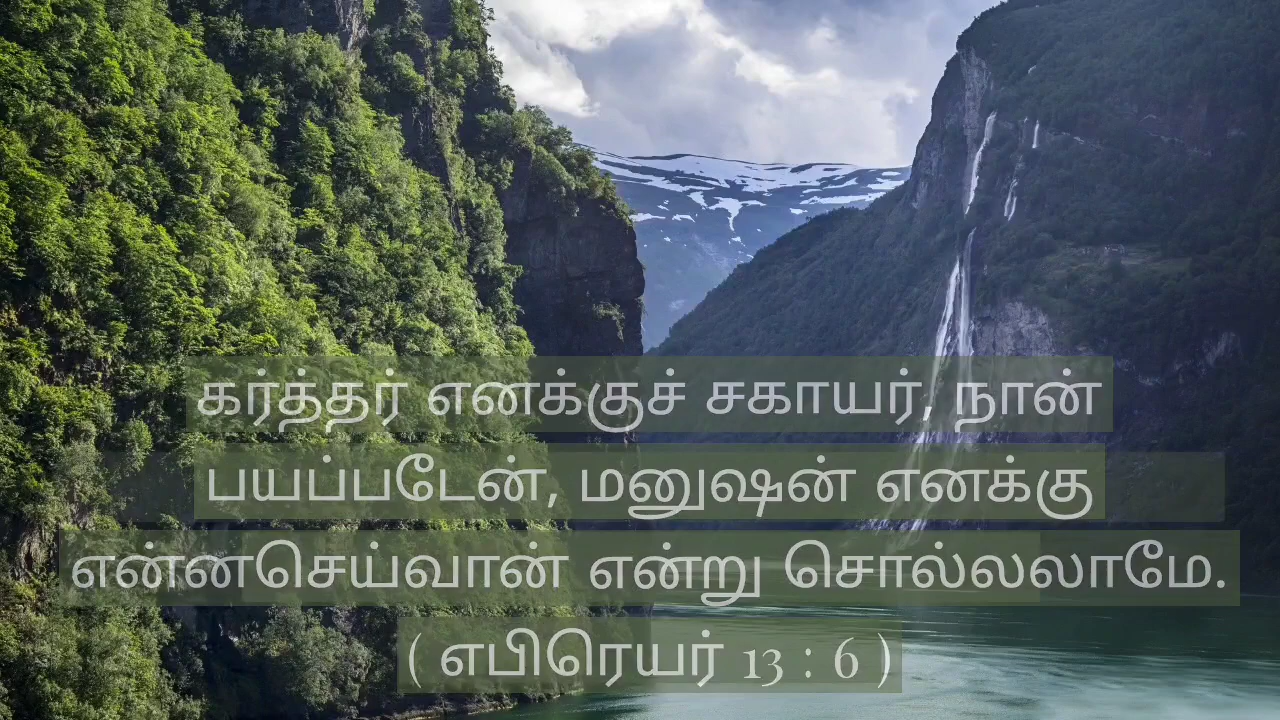 கர்த்தர் எனக்குச் சகாயர், நான்
பயப்படேன், மனுஷன் எனக்கு
என்னசெய்வான் என்று சொல்லலாமே.
( எபிரெயர் 13 : 6 )